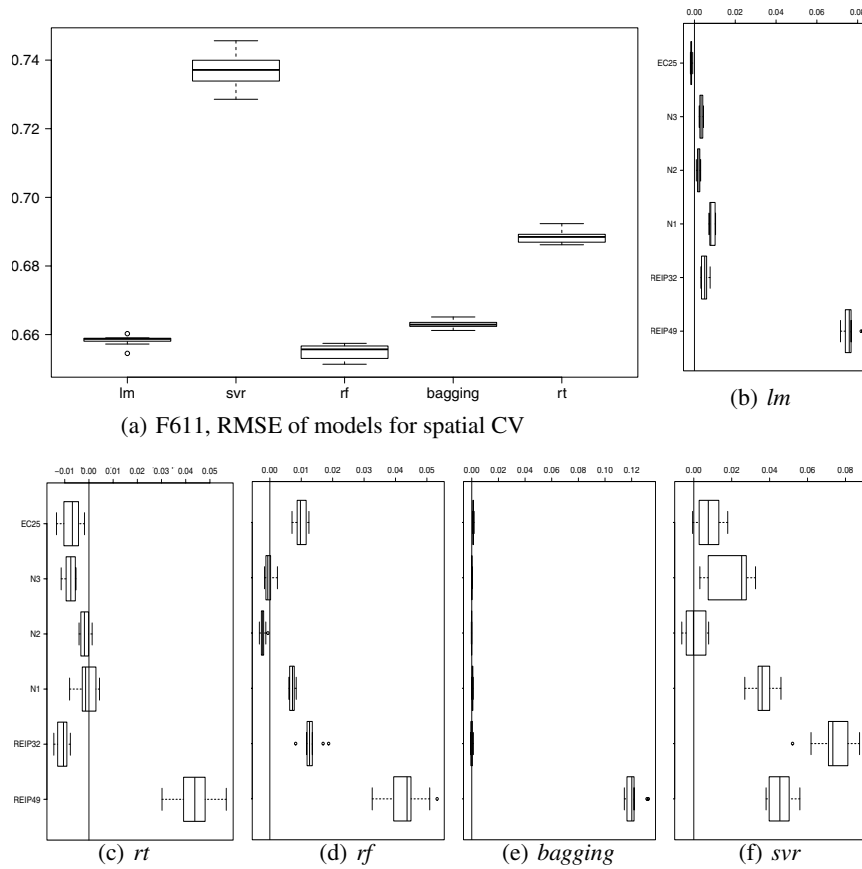 0.74
0.72
0.70
0.68
0.66
lm svr rf bagging rt
(a) F611, RMSE of models for spatial CV
0.00 0.02 0.04 0.06 0.08
EC25
N3
N2
N1
REIP32
REIP49
(b) lm
−0.01 0.00 0.01 0.02 0.03 0.04 0.05
EC25
N3
N2
N1
REIP32
REIP49
(c) rt
0.00 0.01 0.02 0.03 0.04 0.05
(d) rf
0.00 0.02 0.04 0.06 0.08 0.10 0.12
(e) bagging
0.00 0.02 0.04 0.06 0.08
(f) svr